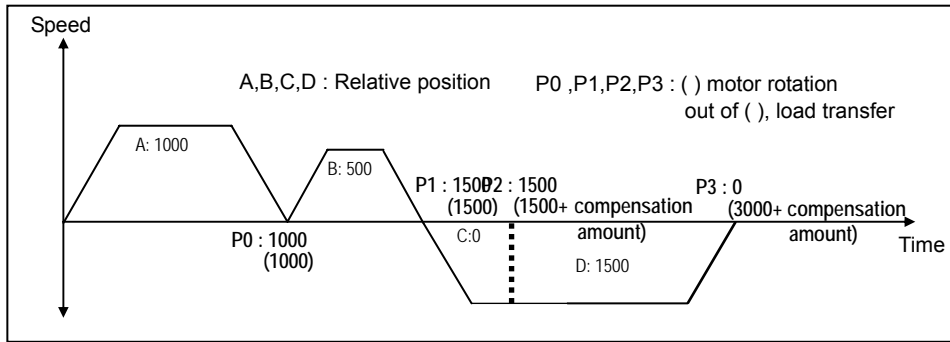 Speed
A,B,C,D : Relative position
P0 ,P1,P2,P3 : ( ) motor rotation
out of ( ), load transfer
A: 1000
B: 500
P1 : 1500
(1500)
P2 : 1500
(1500+ compensation
amount)
P3 : 0
(3000+ compensation
amount)
P0 : 1000
(1000)
C:0
D: 1500
Time